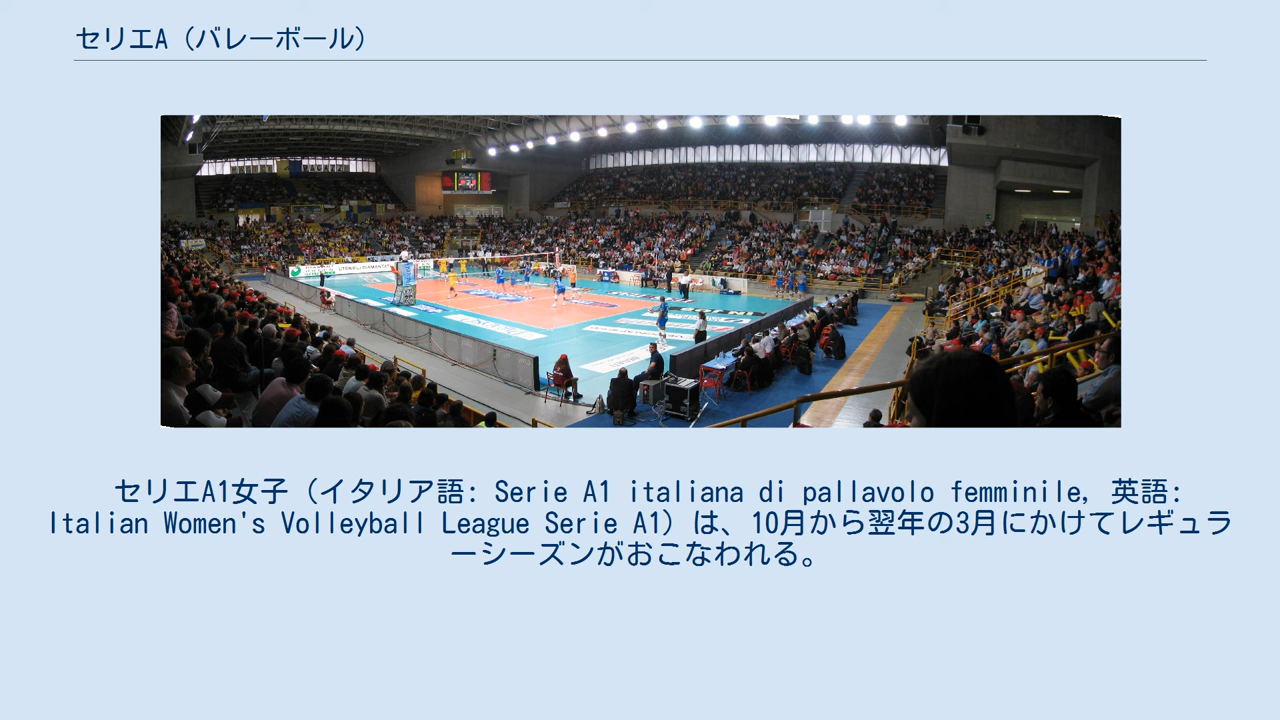 セリエA（バレーボール）
セリエA1女子（イタリア語: Serie A1 italiana di pallavolo femminile, 英語:
Italian Women's Volleyball League Serie A1）は、10月から翌年の3月にかけてレギュラ
ーシーズンがおこなわれる。